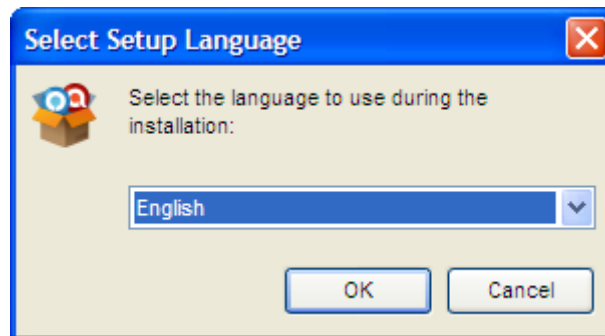 Select Setup Language
Select the language to use during the
installation:
English
OK
Cancel